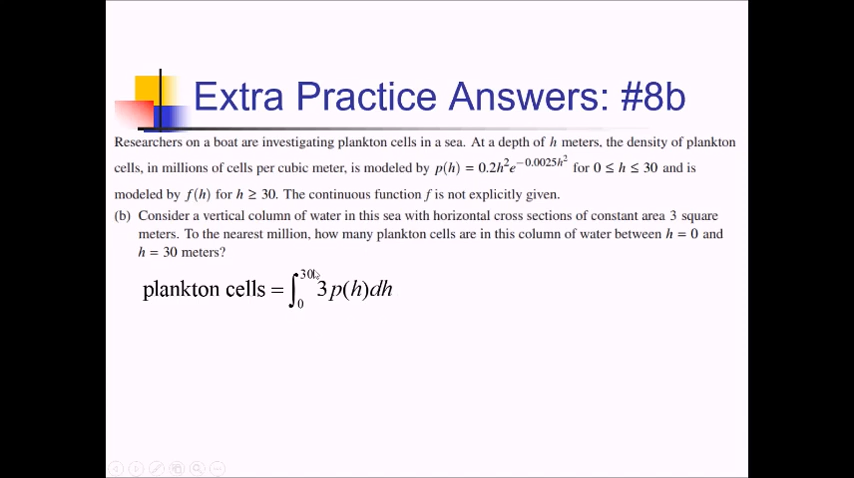 Extra Practice Answers: #8b
Researchers on a boat are investigating plankton cells in a sea. At a depth of h meters, the density of plankton
cells, in millions of cells per cubic meter, is modeled by p(h) = 0.2h²e^{−0.0025h²} for 0 ≤ h ≤ 30 and is
modeled by f(h) for h ≥ 30. The continuous function f is not explicitly given.
(b) Consider a vertical column of water in this sea with horizontal cross sections of constant area 3 square
meters. To the nearest million, how many plankton cells are in this column of water between h = 0 and
h = 30 meters?
plankton cells = ∫₀³⁰ 3p(h)dh